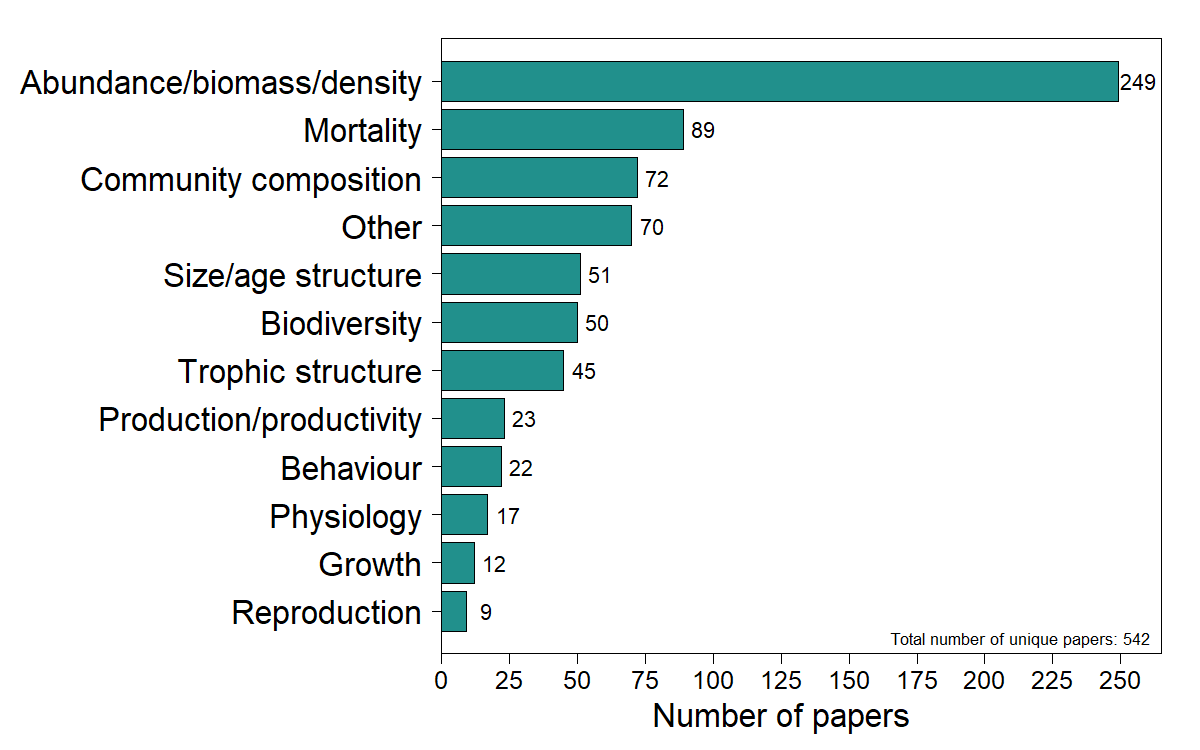 Abundance/biomass/density 249
Mortality 89
Community composition 72
Other 70
Size/age structure 51
Biodiversity 50
Trophic structure 45
Production/productivity 23
Behaviour 22
Physiology 17
Growth 12
Reproduction 9
Total number of unique papers: 542
0 25 50 75 100 125 150 175 200 225 250
Number of papers